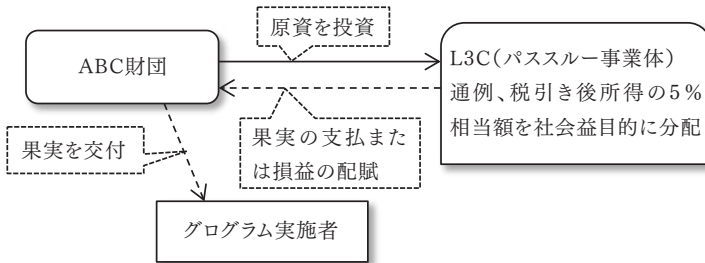 原資を投資
ABC財団
L3C(パススルー事業体)
通例、税引き後所得の5%
相当額を社会益目的に分配
果実の支払また
は損益の配賦
果実を交付
グログラム実施者